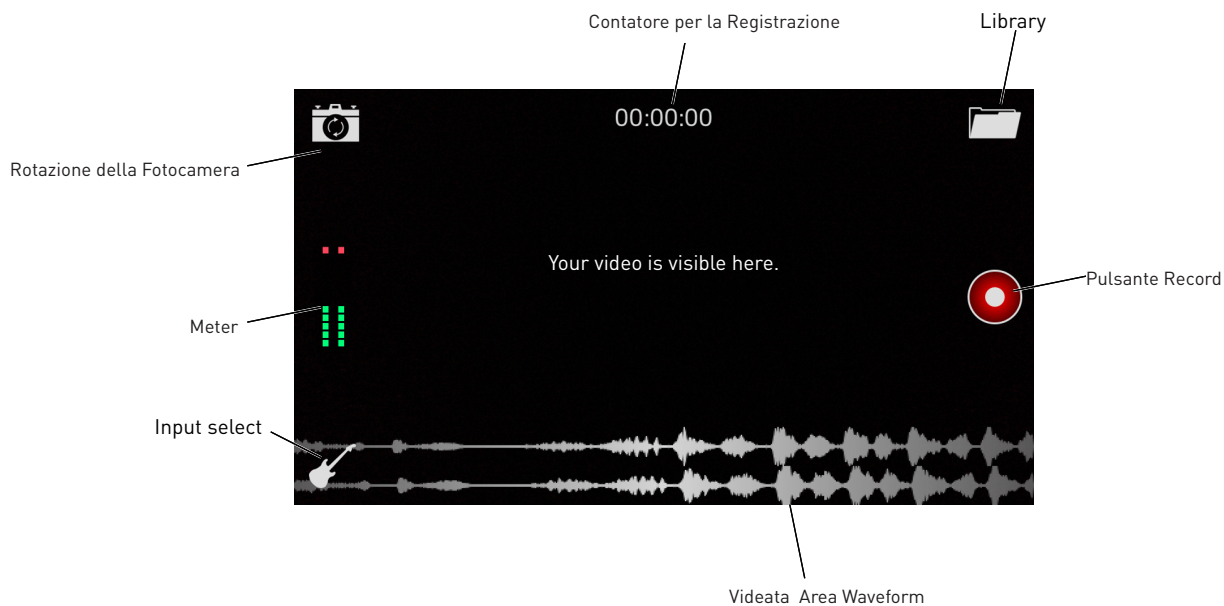 Contatore per la Registrazione
Library
00:00:00
Rotazione della Fotocamera
Your video is visible here.
Pulsante Record
Meter
Input select
Videata Area Waveform